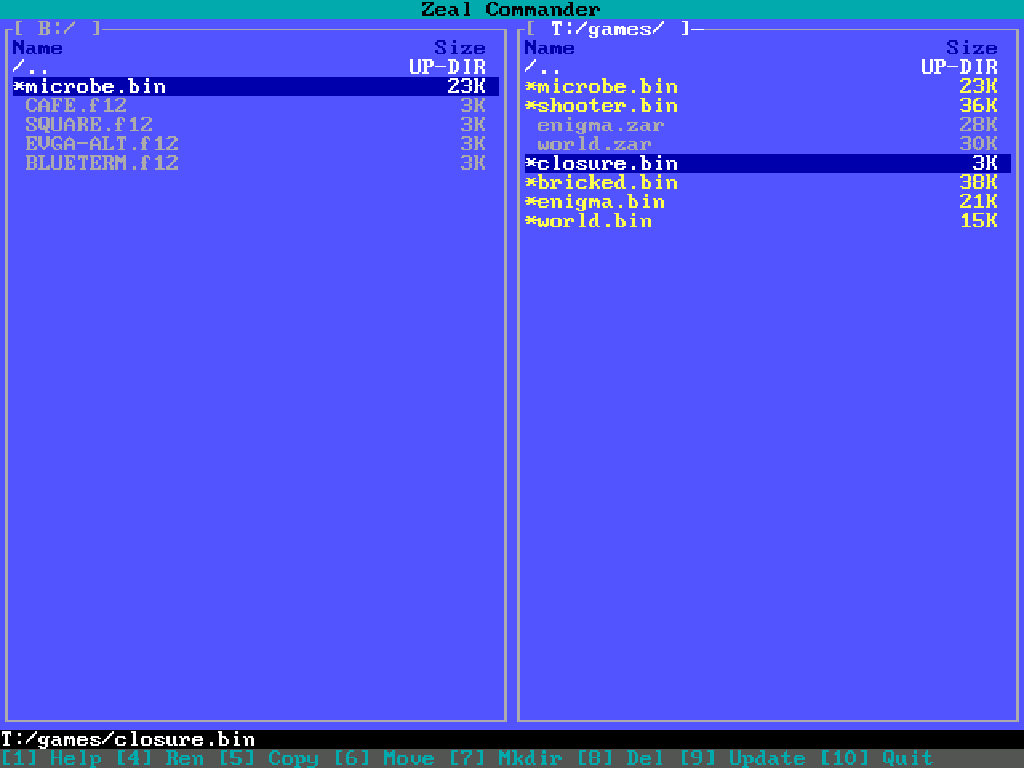 Zeal Commander
[ B:/ ]
Name Size
/.. UP-DIR
*microbe.bin 23K
CAFE.f12 3K
SQUARE.f12 3K
EVGA-ALT.f12 3K
BLUETERM.f12 3K
[ T:/games/ ]
Name Size
/.. UP-DIR
*microbe.bin 23K
*shooter.bin 36K
enigma.zar 28K
world.zar 30K
*closure.bin 3K
*bricked.bin 38K
*enigma.bin 21K
*world.bin 15K
T:/games/closure.bin
[1] Help [4] Ren [5] Copy [6] Move [7] Mkdir [8] Del [9] Update [10] Quit